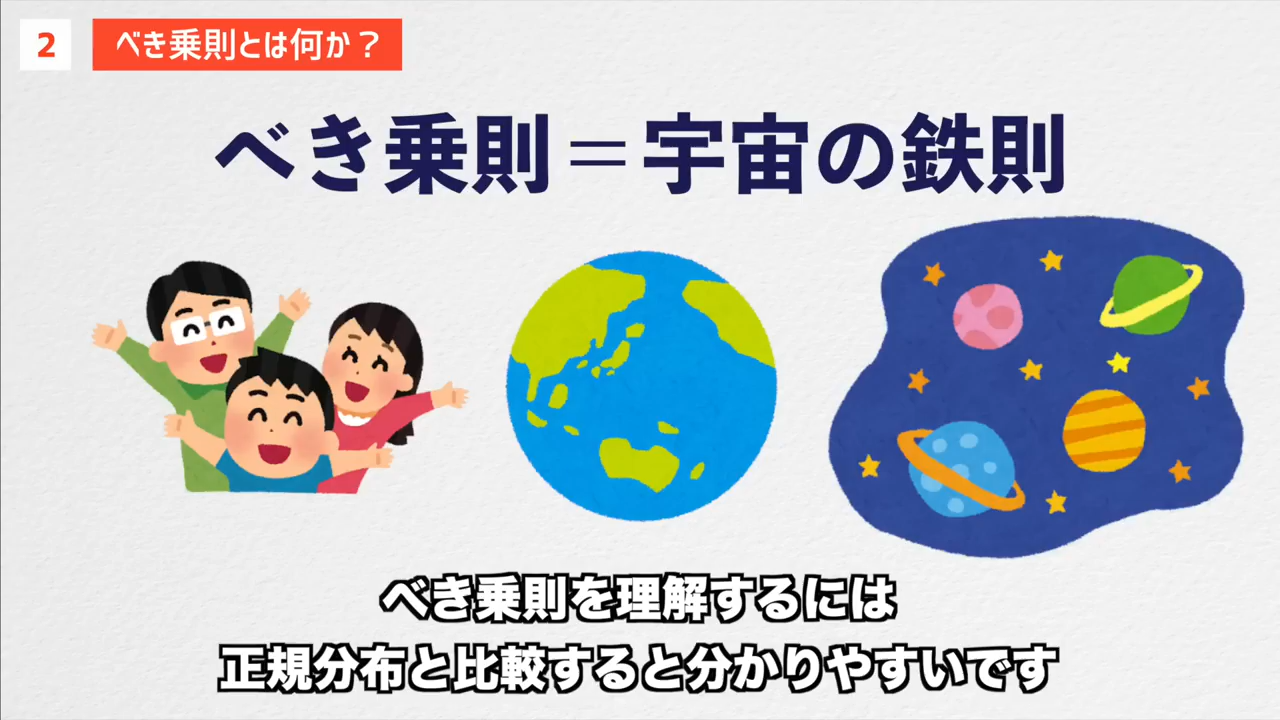 2
べき乗則とは何か？
べき乗則＝宇宙の鉄則
べき乗則を理解するには
正規分布と比較すると分かりやすいです